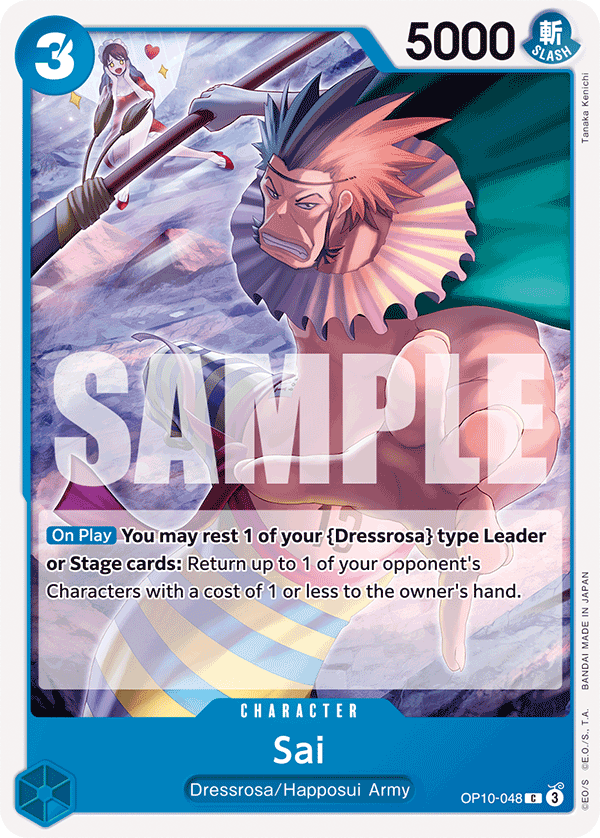 3
5000
斬
SLASH
Tanaka Kenichi
SAMPLE
13
On Play You may rest 1 of your {Dressrosa} type Leader
or Stage cards: Return up to 1 of your opponent's
Characters with a cost of 1 or less to the owner's hand.
BANDAI MADE IN JAPAN
©EO/S ©E.O./S., T.A.
CHARACTER
Sai
Dressrosa/Happosui Army
OP10-048 C 3